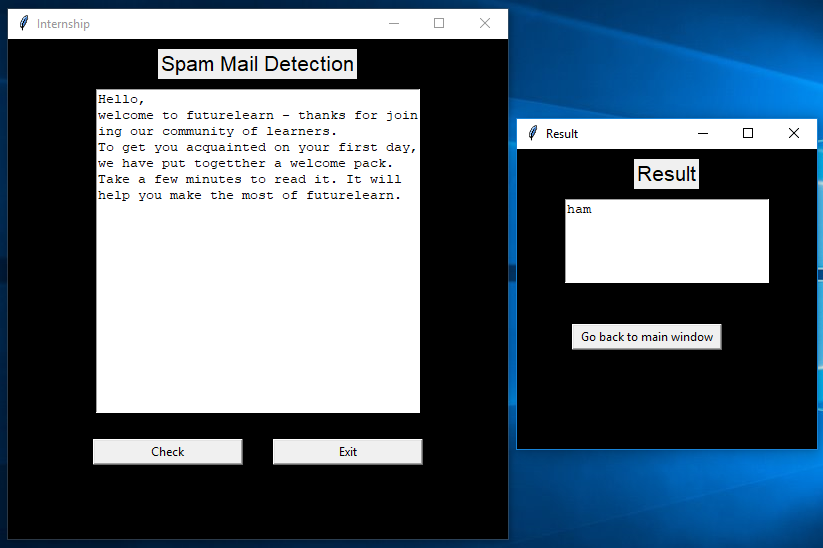 Internship
Spam Mail Detection
Hello,
welcome to futurelearn - thanks for join
ing our community of learners.
To get you acquainted on your first day,
we have put togetther a welcome pack.
Take a few minutes to read it. It will
help you make the most of futurelearn.
Check
Exit
Result
Result
ham
Go back to main window